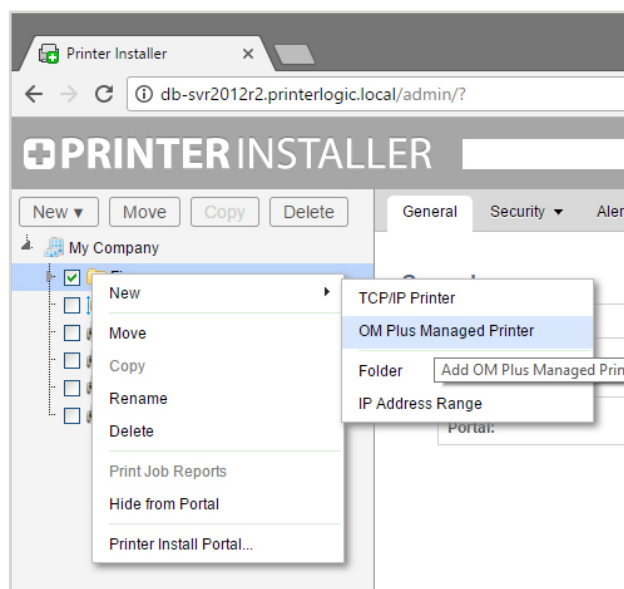 Printer Installer
db-svr2012r2.printerlogic.local/admin/?
PRINTER INSTALLER
New Move Copy Delete
General Security Aler
My Company
New
Move
Copy
Rename
Delete
Print Job Reports
Hide from Portal
Printer Install Portal...
TCP/IP Printer
OM Plus Managed Printer
Folder
Add OM Plus Managed Prin
IP Address Range
Portal: